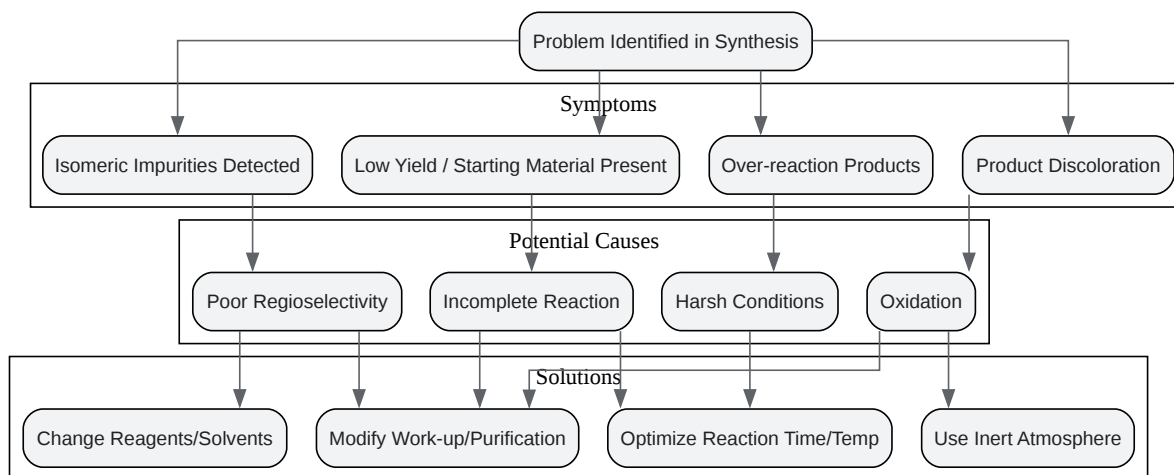 Problem Identified in Synthesis
Symptoms
Isomeric Impurities Detected
Low Yield / Starting Material Present
Over-reaction Products
Product Discoloration
Potential Causes
Poor Regioselectivity
Incomplete Reaction
Harsh Conditions
Oxidation
Solutions
Change Reagents/Solvents
Modify Work-up/Purification
Optimize Reaction Time/Temp
Use Inert Atmosphere